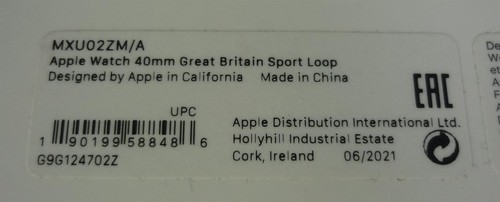 MXU02ZM/A
Apple Watch 40mm Great Britain Sport Loop
Designed by Apple in California Made in China
EAC
UPC
1 90199 58848 6
G9G124702Z
Apple Distribution International Ltd.
Hollyhill Industrial Estate
Cork, Ireland 06/2021